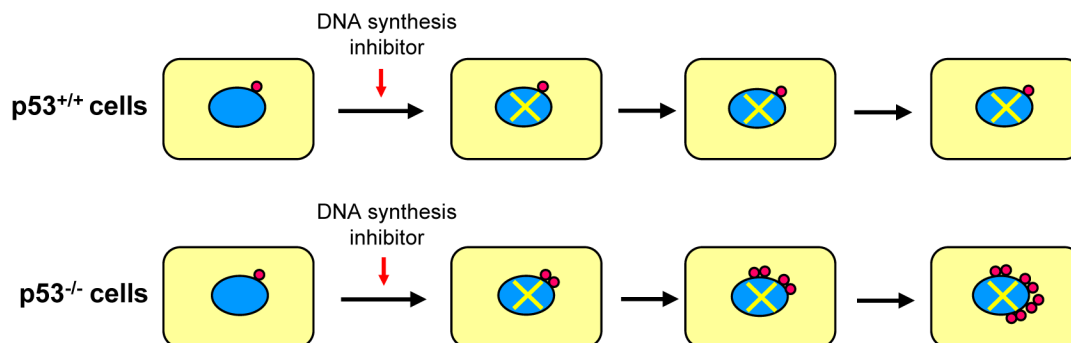 DNA synthesis
inhibitor
p53⁺/⁺ cells
DNA synthesis
inhibitor
p53⁻/⁻ cells